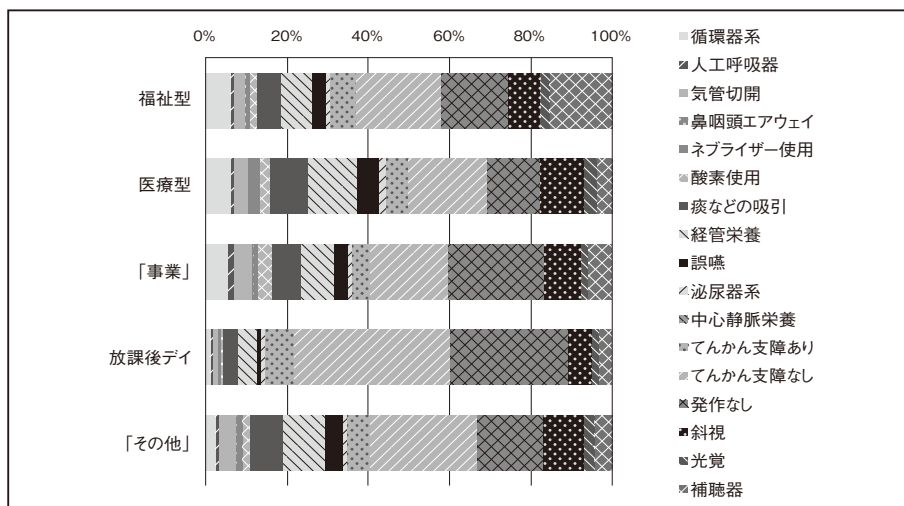 0% 20% 40% 60% 80% 100%
福祉型
医療型
「事業」
放課後デイ
「その他」
循環器系
人工呼吸器
気管切開
鼻咽頭エアウェイ
ネブライザー使用
酸素使用
痰などの吸引
経管栄養
誤嚥
泌尿器系
中心静脈栄養
てんかん支障あり
てんかん支障なし
発作なし
斜視
光覚
補聴器